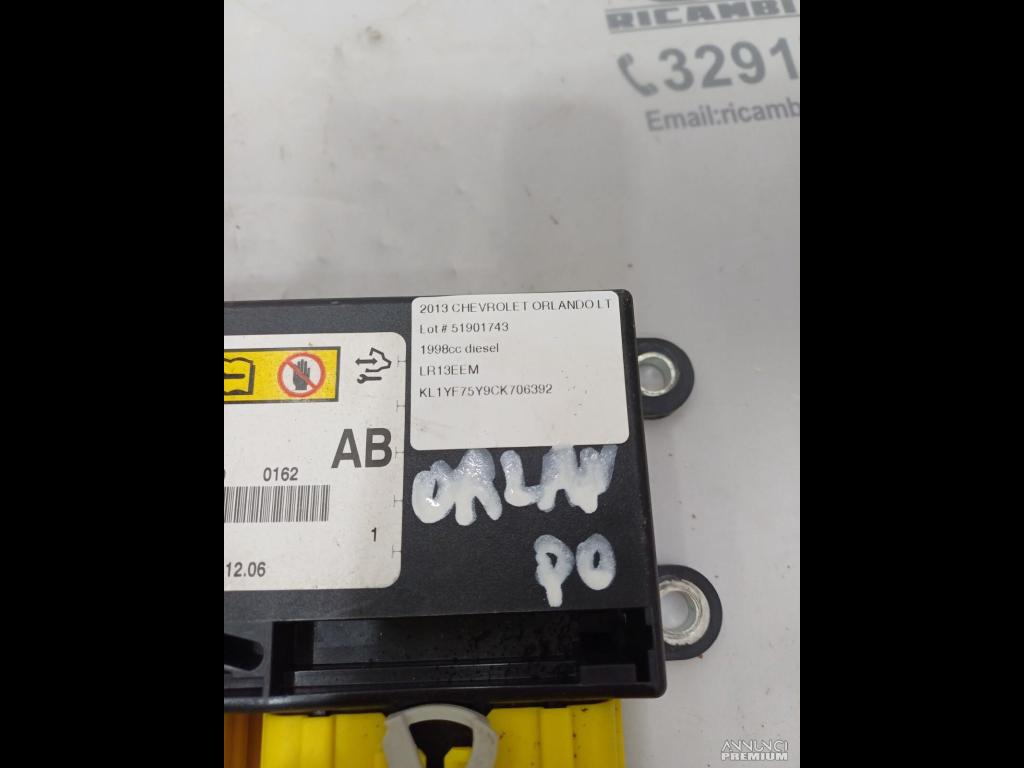 RICAMBI
3291
Email:ricamb
2013 CHEVROLET ORLANDO LT
Lot # 51901743
1998cc diesel
LR13EEM
KL1YF75Y9CK706392
AB
0162
1
12.06
ORLAN
DO
ANNUNCI
PREMIUM